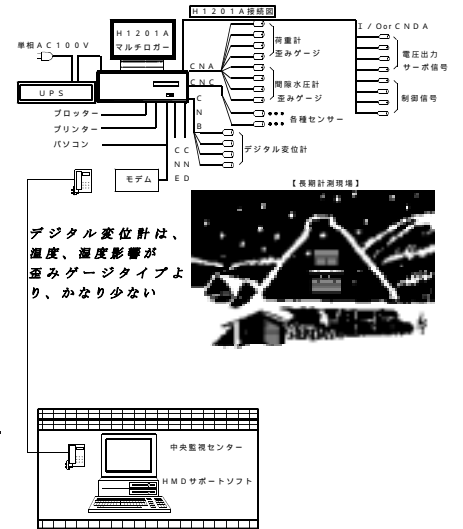 H1201A接続図
H1201A
マルチロガー
単相AC100V
UPS
プロッター
プリンター
パソコン
モデム
CNA
CNC
C
N
B
CC
NN
ED
荷重計
歪みゲージ
間隙水圧計
歪みゲージ
各種センサー
デジタル変位計
I/OorCNDA
電圧出力
サーボ信号
制御信号
【長期計測現場】
デジタル変位計は、
温度、湿度影響が
歪みゲージタイプよ
り、かなり少ない
中央監視センター
HMDサポートソフト